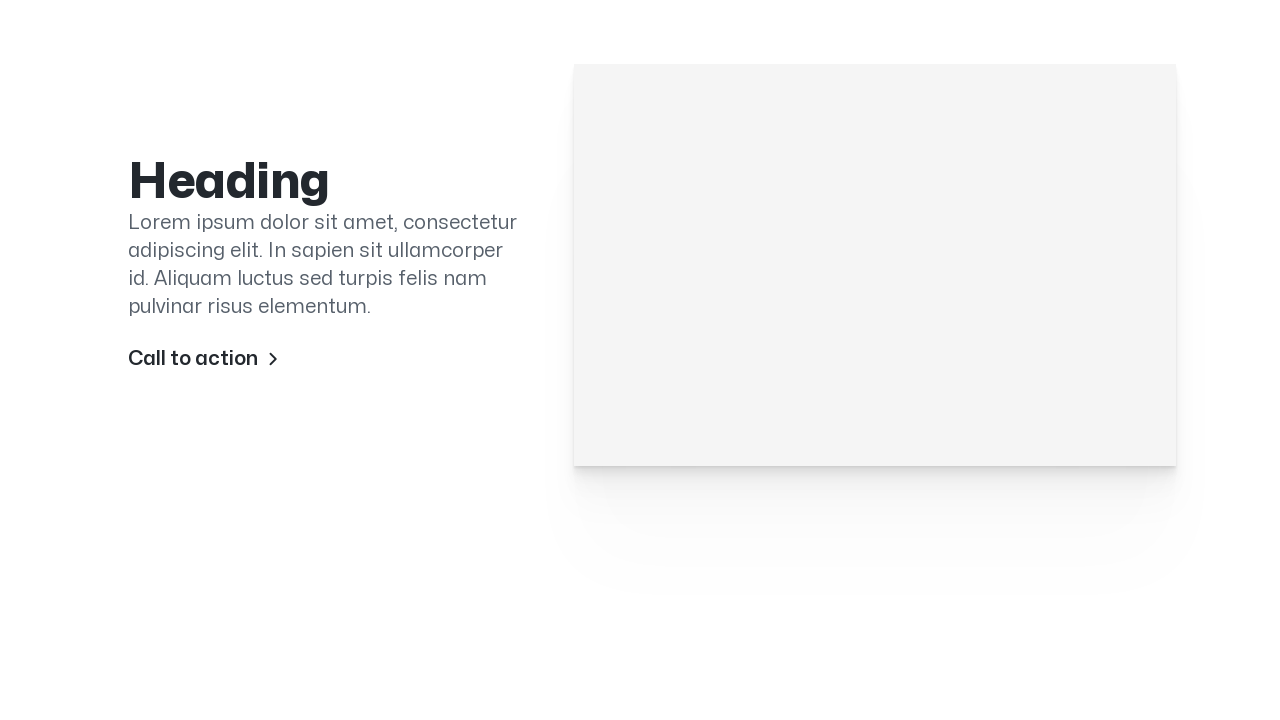 Heading
Lorem ipsum dolor sit amet, consectetur
adipiscing elit. In sapien sit ullamcorper
id. Aliquam luctus sed turpis felis nam
pulvinar risus elementum.
Call to action